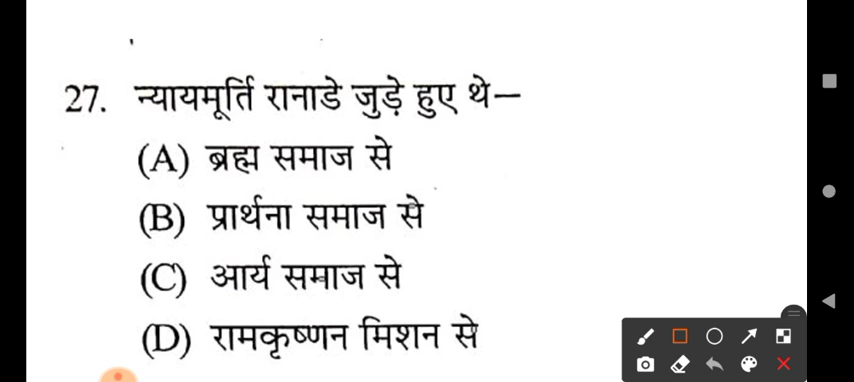 27. न्यायमूर्ति रानाडे जुड़े हुए थे—
(A) ब्रह्म समाज से
(B) प्रार्थना समाज से
(C) आर्य समाज से
(D) रामकृष्णन मिशन से